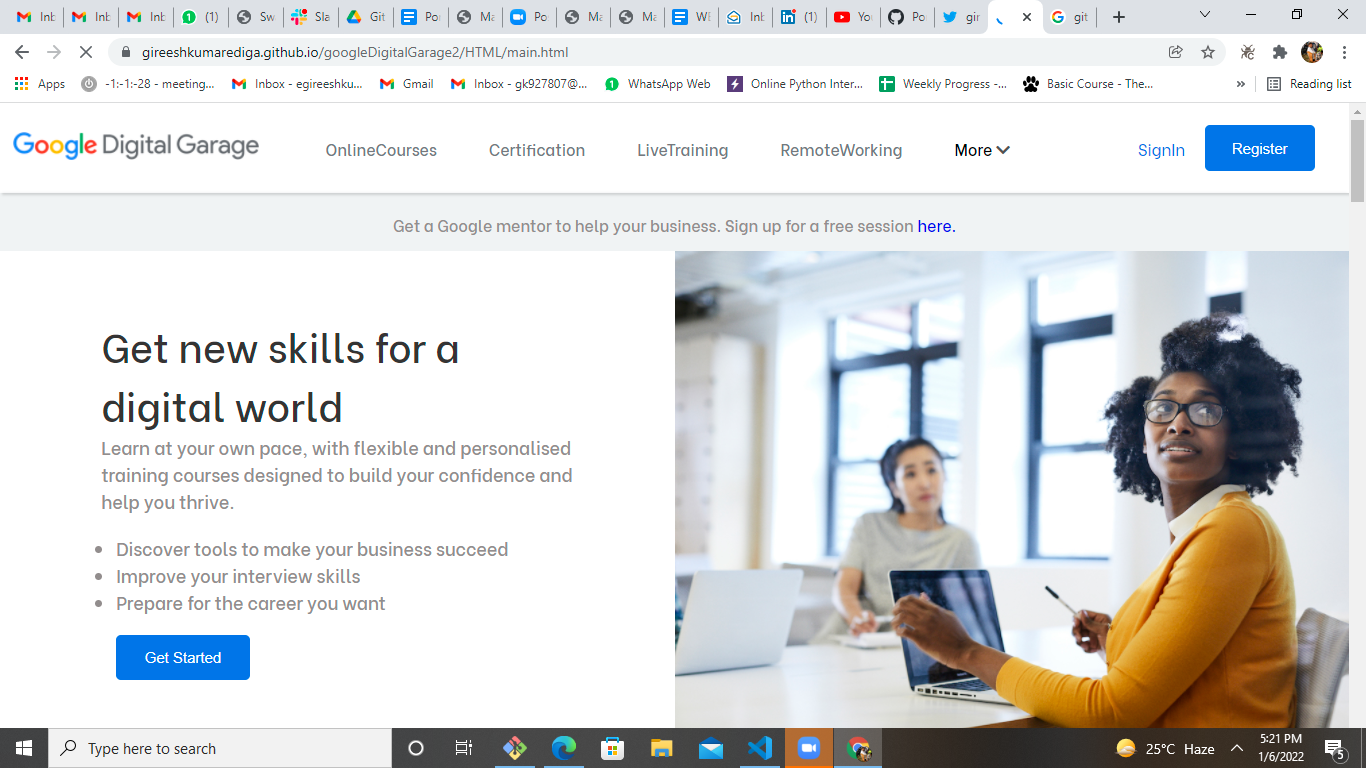 Inb
Inb
Inb
(1)
Sw
Sla
Git
Por
Ma
Po
Ma
Ma
Inb
(1)
You
Po
gir
git
gireeshkumarediga.github.io/googleDigitalGarage2/HTML/main.html
Apps
-1:-1:-28 - meeting...
Inbox - egireeshku...
Gmail
Inbox - gk927807@...
WhatsApp Web
Online Python Inter...
Weekly Progress -...
Basic Course - The...
»
Reading list
Google Digital Garage
OnlineCourses
Certification
LiveTraining
RemoteWorking
More
SignIn
Register
Get a Google mentor to help your business. Sign up for a free session here.
Get new skills for a
digital world
Learn at your own pace, with flexible and personalised
training courses designed to build your confidence and
help you thrive.
Discover tools to make your business succeed
Improve your interview skills
Prepare for the career you want
Get Started
Type here to search
25°C Haze
5:21 PM
1/6/2022
5